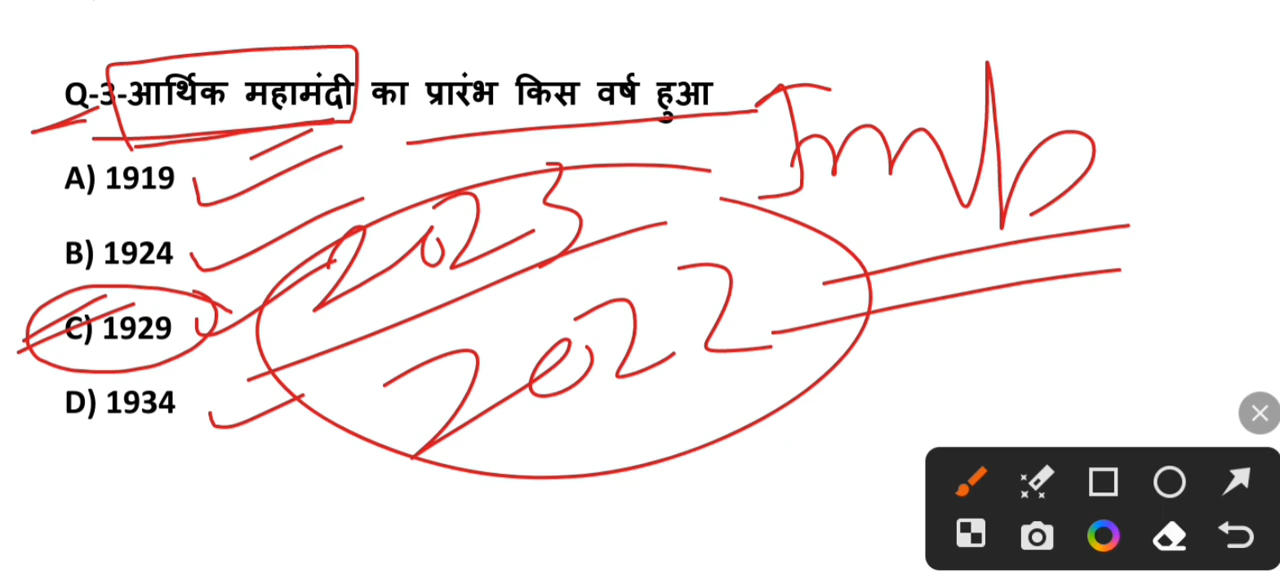 Q-3-आर्थिक महामंदी का प्रारंभ किस वर्ष हुआ
Imp
A) 1919
B) 1924
2023
C) 1929
2022
D) 1934